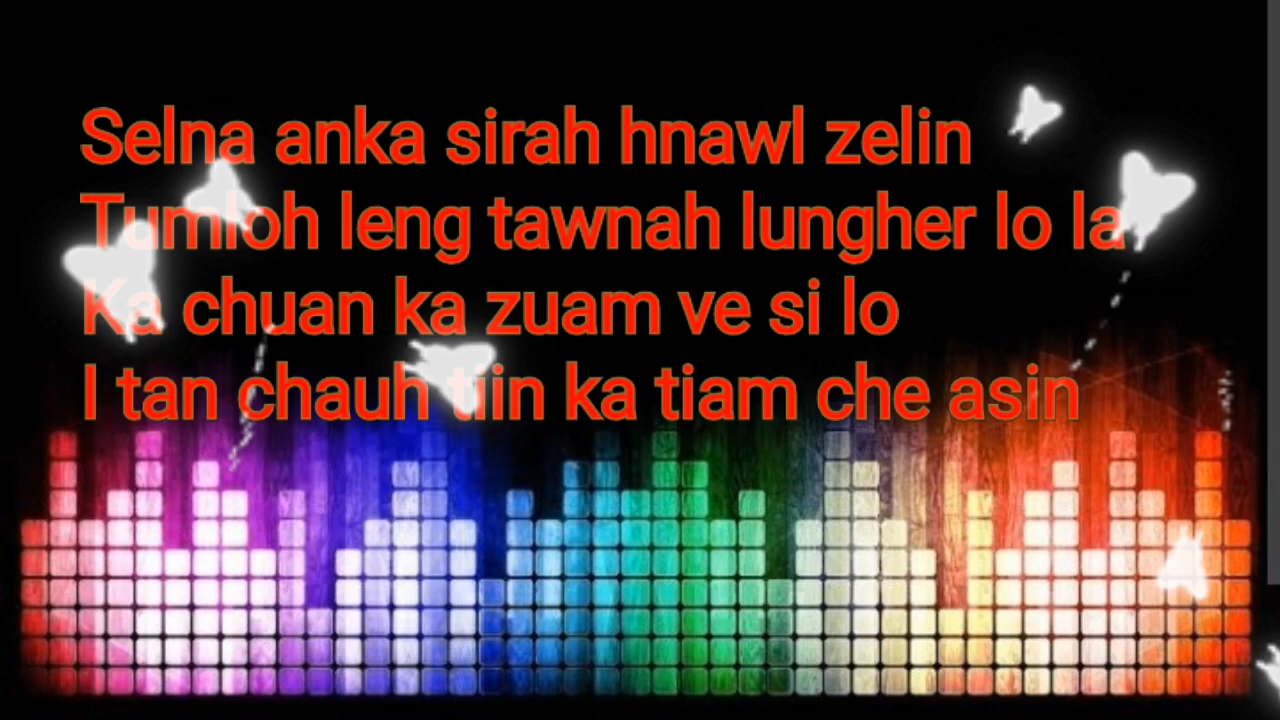 Selna anka sirah hnawl zelin
Tumloh leng tawnah lungher lo la
Ka chuan ka zuam ve si lo
I tan chauh tiin ka tiam che asin